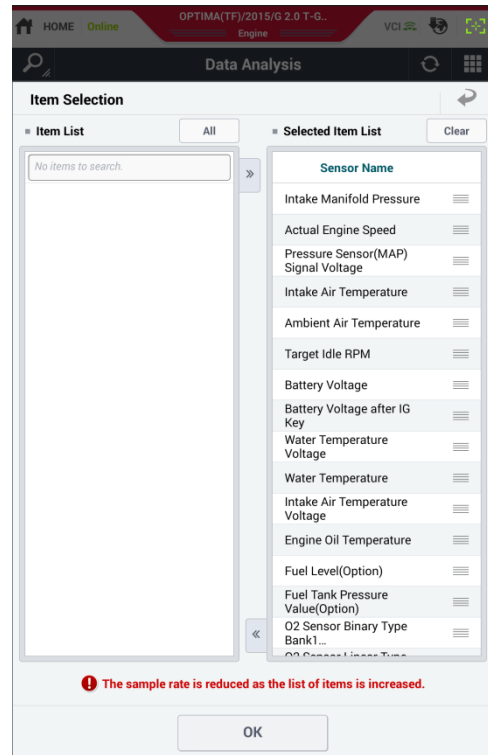 HOME Online
OPTIMA(TF)/2015/G 2.0 T-G..
Engine
VCI
Data Analysis
Item Selection
Item List
All
Selected Item List
Clear
No items to search.
Sensor Name
Intake Manifold Pressure
Actual Engine Speed
Pressure Sensor(MAP)
Signal Voltage
Intake Air Temperature
Ambient Air Temperature
Target Idle RPM
Battery Voltage
Battery Voltage after IG
Key
Water Temperature
Voltage
Water Temperature
Intake Air Temperature
Voltage
Engine Oil Temperature
Fuel Level(Option)
Fuel Tank Pressure
Value(Option)
O2 Sensor Binary Type
Bank1...
The sample rate is reduced as the list of items is increased.
OK